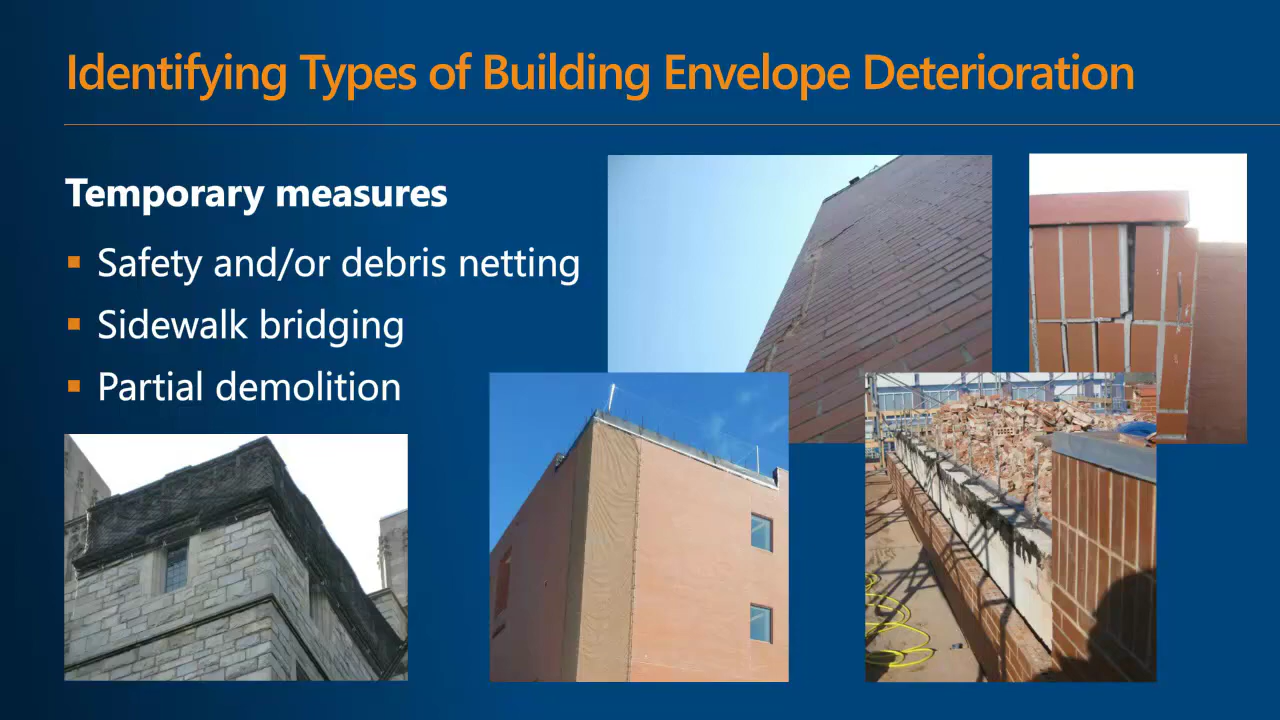 Identifying Types of Building Envelope Deterioration
Temporary measures
▪ Safety and/or debris netting
▪ Sidewalk bridging
▪ Partial demolition